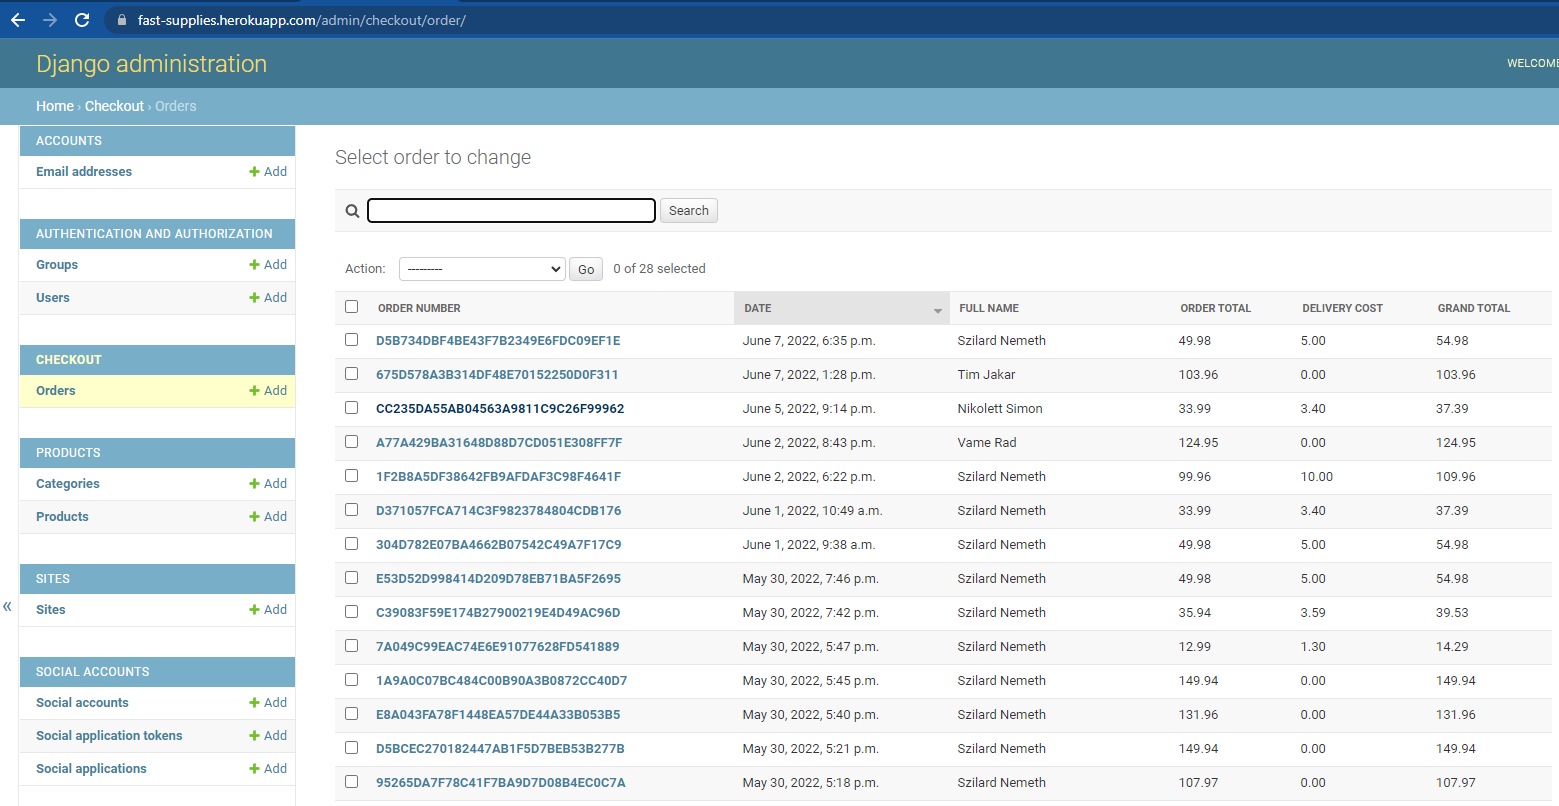 fast-supplies.herokuapp.com/admin/checkout/order/
Django administration
WELCOME
Home › Checkout › Orders
ACCOUNTS
Email addresses + Add
AUTHENTICATION AND AUTHORIZATION
Groups + Add
Users + Add
CHECKOUT
Orders + Add
PRODUCTS
Categories + Add
Products + Add
SITES
«
Sites + Add
SOCIAL ACCOUNTS
Social accounts + Add
Social application tokens + Add
Social applications + Add
Select order to change
Search
Action: --------- Go 0 of 28 selected
ORDER NUMBER DATE FULL NAME ORDER TOTAL DELIVERY COST GRAND TOTAL
D5B734DBF4BE43F7B2349E6FDC09EF1E June 7, 2022, 6:35 p.m. Szilard Nemeth 49.98 5.00 54.98
675D578A3B314DF48E70152250D0F311 June 7, 2022, 1:28 p.m. Tim Jakar 103.96 0.00 103.96
CC235DA55AB04563A9811C9C26F99962 June 5, 2022, 9:14 p.m. Nikolett Simon 33.99 3.40 37.39
A77A429BA31648D88D7CD051E308FF7F June 2, 2022, 8:43 p.m. Vame Rad 124.95 0.00 124.95
1F2B8A5DF38642FB9AFDAF3C98F4641F June 2, 2022, 6:22 p.m. Szilard Nemeth 99.96 10.00 109.96
D371057FCA714C3F9823784804CDB176 June 1, 2022, 10:49 a.m. Szilard Nemeth 33.99 3.40 37.39
304D782E07BA4662B07542C49A7F17C9 June 1, 2022, 9:38 a.m. Szilard Nemeth 49.98 5.00 54.98
E53D52D998414D209D78EB71BA5F2695 May 30, 2022, 7:46 p.m. Szilard Nemeth 49.98 5.00 54.98
C39083F59E174B27900219E4D49AC96D May 30, 2022, 7:42 p.m. Szilard Nemeth 35.94 3.59 39.53
7A049C99EAC74E6E91077628FD541889 May 30, 2022, 5:47 p.m. Szilard Nemeth 12.99 1.30 14.29
1A9A0C07BC484C00B90A3B0872CC40D7 May 30, 2022, 5:45 p.m. Szilard Nemeth 149.94 0.00 149.94
E8A043FA78F1448EA57DE44A33B053B5 May 30, 2022, 5:40 p.m. Szilard Nemeth 131.96 0.00 131.96
D5BCEC270182447AB1F5D7BEB53B277B May 30, 2022, 5:21 p.m. Szilard Nemeth 149.94 0.00 149.94
95265DA7F78C41F7BA9D7D08B4EC0C7A May 30, 2022, 5:18 p.m. Szilard Nemeth 107.97 0.00 107.97